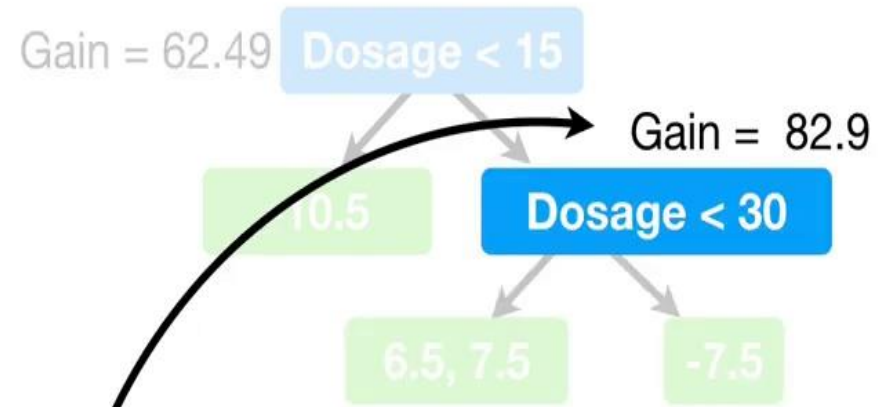 Gain = 62.49 Dosage < 15
Gain = 82.9
10.5 Dosage < 30
6.5, 7.5 -7.5